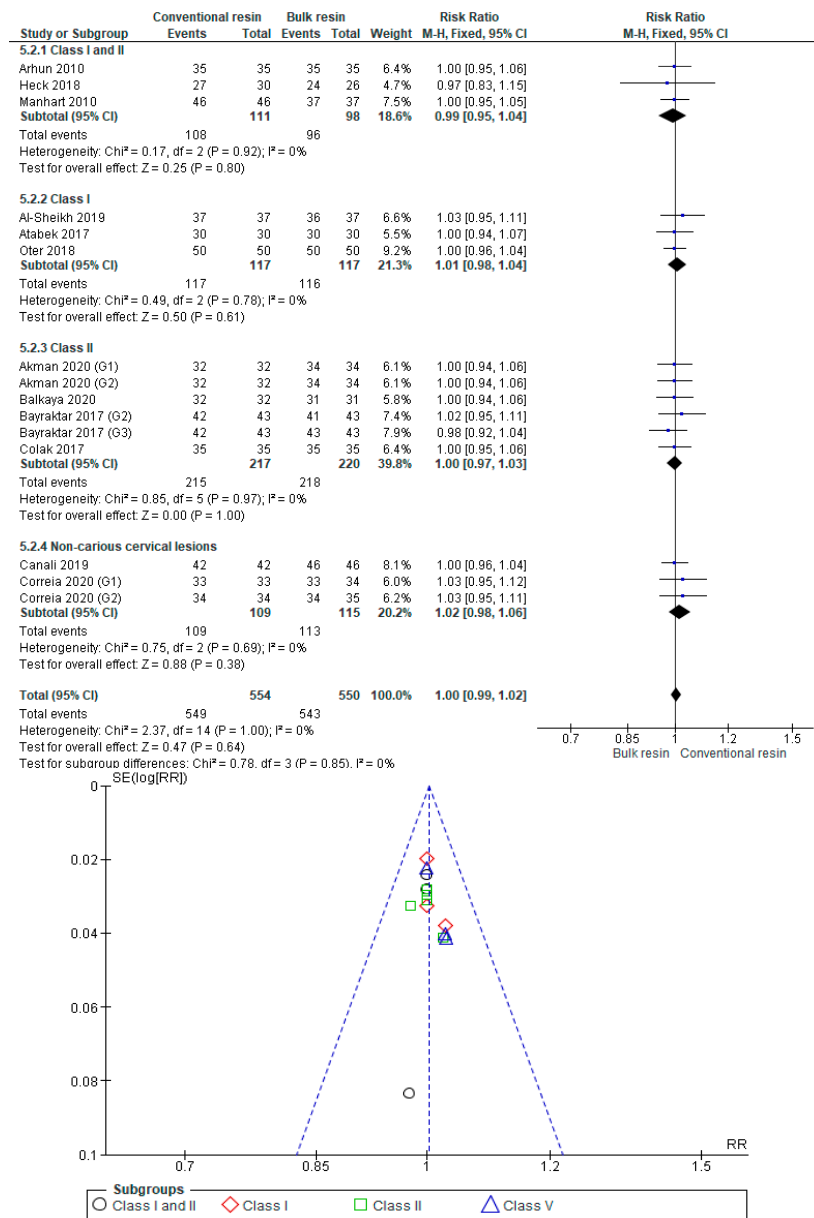 Conventional resin Bulk resin Risk Ratio Risk Ratio
Study or Subgroup Events Total Events Total Weight M-H, Fixed, 95% CI M-H, Fixed, 95% CI
5.2.1 Class I and II
Arhun 2010 35 35 35 35 6.4% 1.00 [0.95, 1.06]
Heck 2018 27 30 24 26 4.7% 0.97 [0.83, 1.15]
Manhart 2010 46 46 37 37 7.5% 1.00 [0.95, 1.05]
Subtotal (95% CI) 111 98 18.6% 0.99 [0.95, 1.04]
Total events 108 96
Heterogeneity: Chi² = 0.17, df = 2 (P = 0.92); I² = 0%
Test for overall effect: Z = 0.25 (P = 0.80)
5.2.2 Class I
Al-Sheikh 2019 37 37 36 37 6.6% 1.03 [0.95, 1.11]
Atabek 2017 30 30 30 30 5.5% 1.00 [0.94, 1.07]
Oter 2018 50 50 50 50 9.2% 1.00 [0.96, 1.04]
Subtotal (95% CI) 117 117 21.3% 1.01 [0.98, 1.04]
Total events 117 116
Heterogeneity: Chi² = 0.49, df = 2 (P = 0.78); I² = 0%
Test for overall effect: Z = 0.50 (P = 0.61)
5.2.3 Class II
Akman 2020 (G1) 32 32 34 34 6.1% 1.00 [0.94, 1.06]
Akman 2020 (G2) 32 32 34 34 6.1% 1.00 [0.94, 1.06]
Balkaya 2020 32 32 31 31 5.8% 1.00 [0.94, 1.06]
Bayraktar 2017 (G2) 42 43 41 43 7.4% 1.02 [0.95, 1.11]
Bayraktar 2017 (G3) 42 43 43 43 7.9% 0.98 [0.92, 1.04]
Colak 2017 35 35 35 35 6.4% 1.00 [0.95, 1.06]
Subtotal (95% CI) 217 220 39.8% 1.00 [0.97, 1.03]
Total events 215 218
Heterogeneity: Chi² = 0.85, df = 5 (P = 0.97); I² = 0%
Test for overall effect: Z = 0.00 (P = 1.00)
5.2.4 Non-carious cervical lesions
Canali 2019 42 42 46 46 8.1% 1.00 [0.96, 1.04]
Correia 2020 (G1) 33 33 33 34 6.0% 1.03 [0.95, 1.12]
Correia 2020 (G2) 34 34 34 35 6.2% 1.03 [0.95, 1.11]
Subtotal (95% CI) 109 115 20.2% 1.02 [0.98, 1.06]
Total events 109 113
Heterogeneity: Chi² = 0.75, df = 2 (P = 0.69); I² = 0%
Test for overall effect: Z = 0.88 (P = 0.38)
Total (95% CI) 554 550 100.0% 1.00 [0.99, 1.02]
Total events 549 543
Heterogeneity: Chi² = 2.37, df = 14 (P = 1.00); I² = 0%
Test for overall effect: Z = 0.47 (P = 0.64)
Test for subgroup differences: Chi² = 0.78, df = 3 (P = 0.85), I² = 0%
0.7 0.85 1 1.2 1.5
Bulk resin Conventional resin
SE(log[RR])
0
0.02
0.04
0.06
0.08
0.1
RR
0.7 0.85 1 1.2 1.5
Subgroups
Class I and II Class I Class II Class V